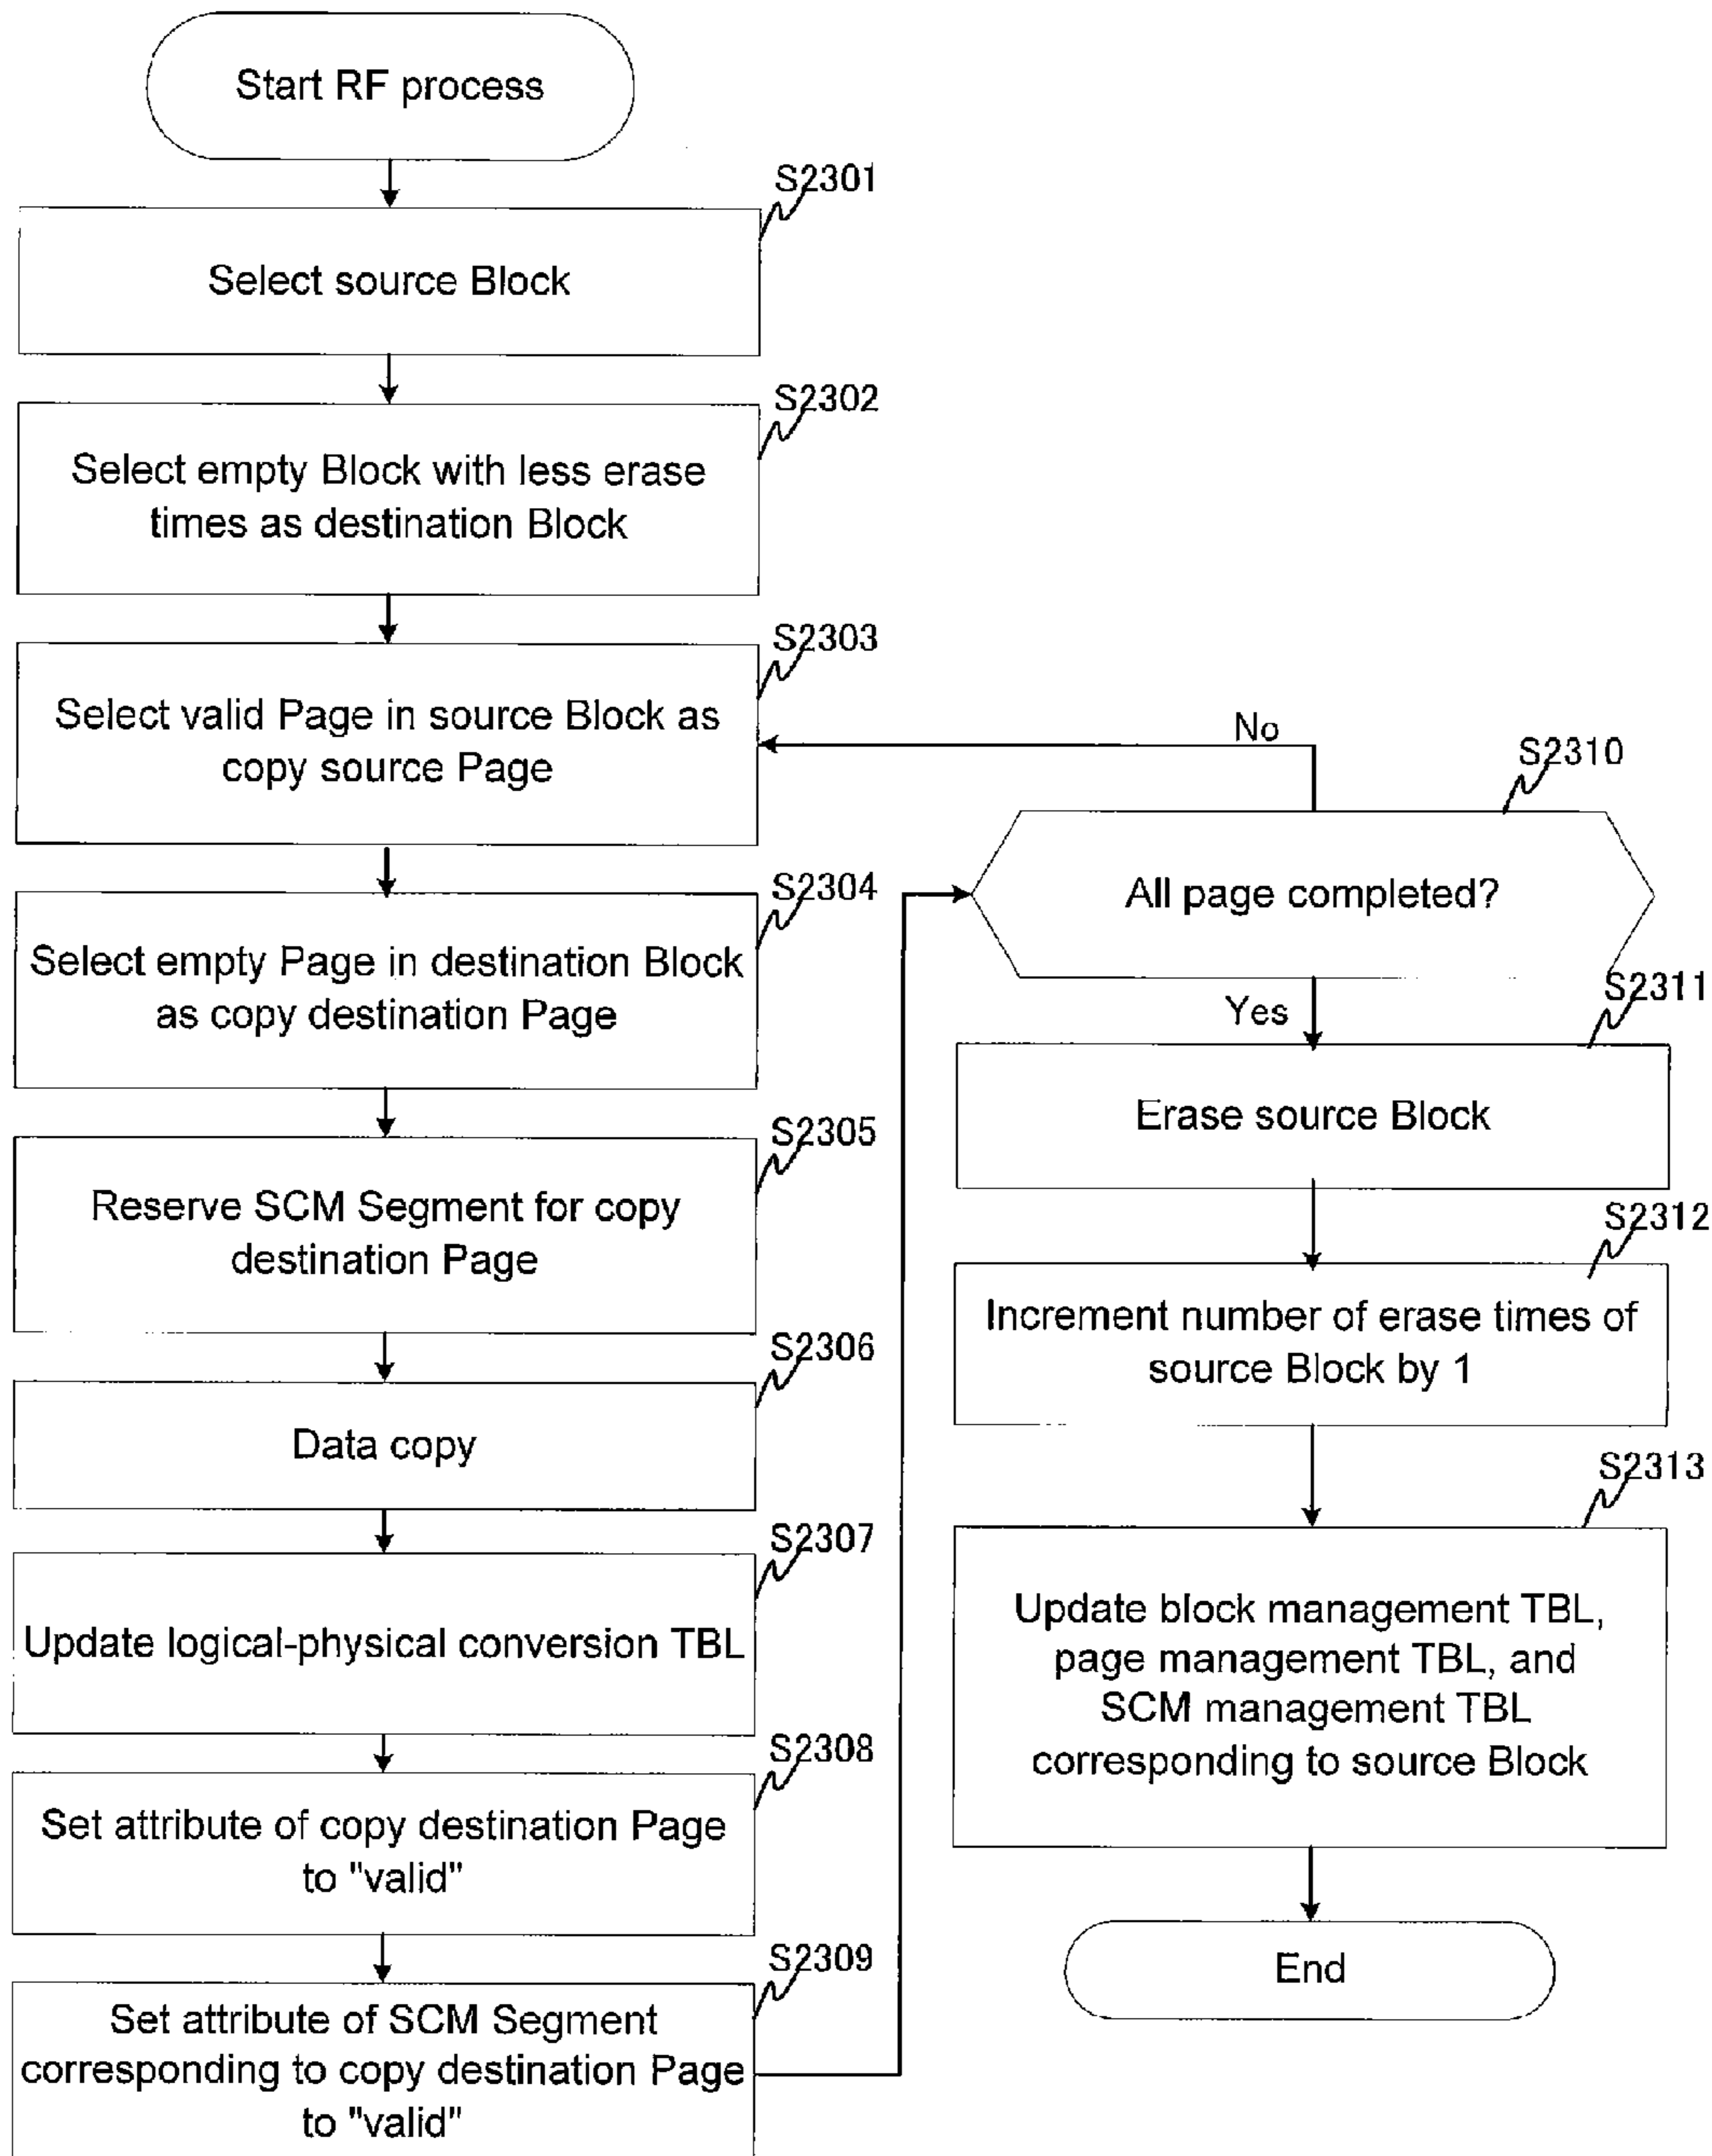 Start RF process
S2301
Select source Block
S2302
Select empty Block with less erase
times as destination Block
S2303
Select valid Page in source Block as
copy source Page
S2304
Select empty Page in destination Block
as copy destination Page
S2305
Reserve SCM Segment for copy
destination Page
S2306
Data copy
S2307
Update logical-physical conversion TBL
S2308
Set attribute of copy destination Page
to "valid"
S2309
Set attribute of SCM Segment
corresponding to copy destination Page
to "valid"
No
S2310
All page completed?
Yes
S2311
Erase source Block
S2312
Increment number of erase times of
source Block by 1
S2313
Update block management TBL,
page management TBL, and
SCM management TBL
corresponding to source Block
End